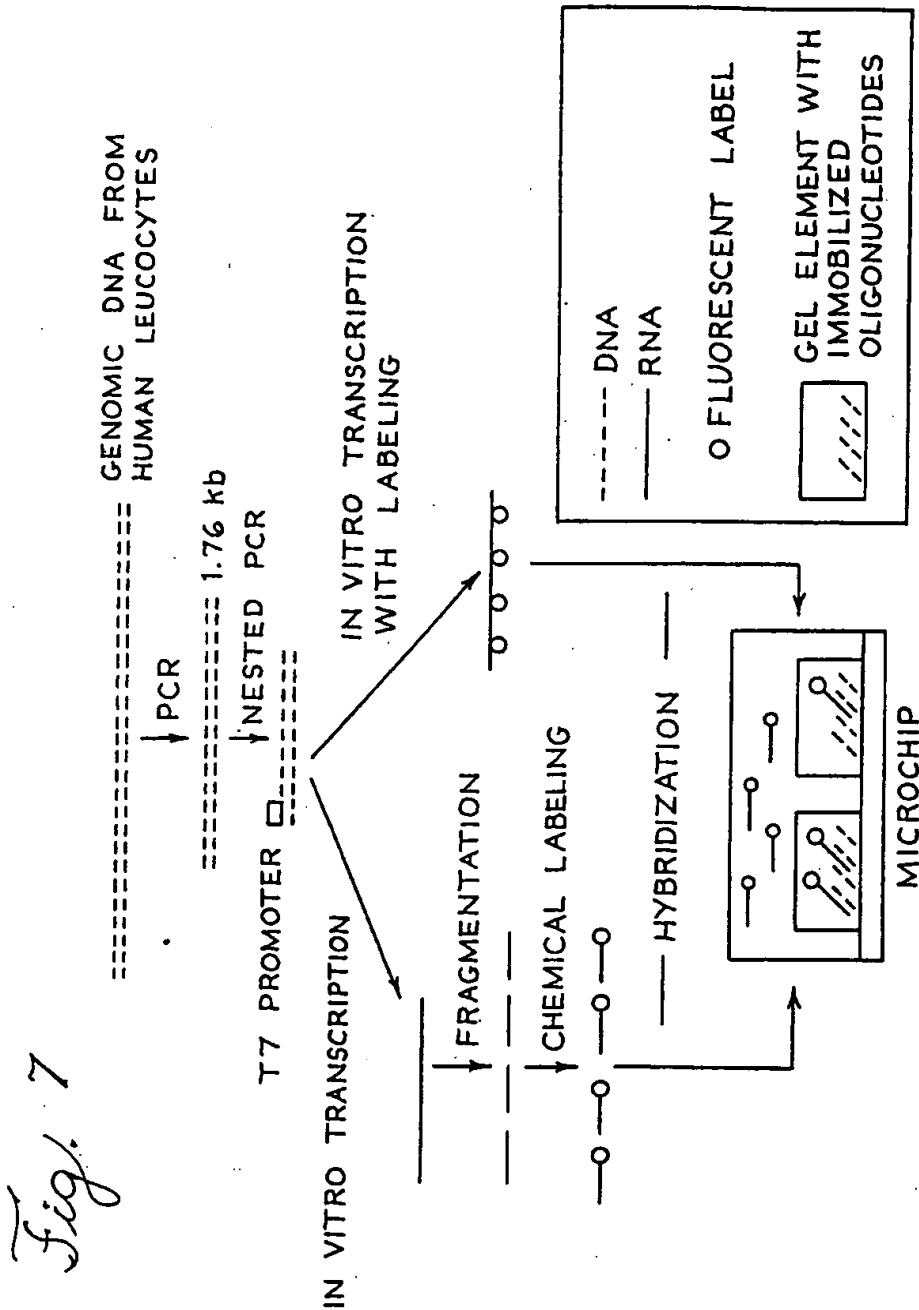 Fig. 7
GENOMIC DNA FROM
HUMAN LEUCOCYTES
PCR
1.76 kb
NESTED PCR
T7 PROMOTER
IN VITRO TRANSCRIPTION
IN VITRO TRANSCRIPTION
WITH LABELING
FRAGMENTATION
CHEMICAL LABELING
HYBRIDIZATION
MICROCHIP
DNA
RNA
FLUORESCENT LABEL
GEL ELEMENT WITH
IMMOBILIZED
OLIGONUCLEOTIDES